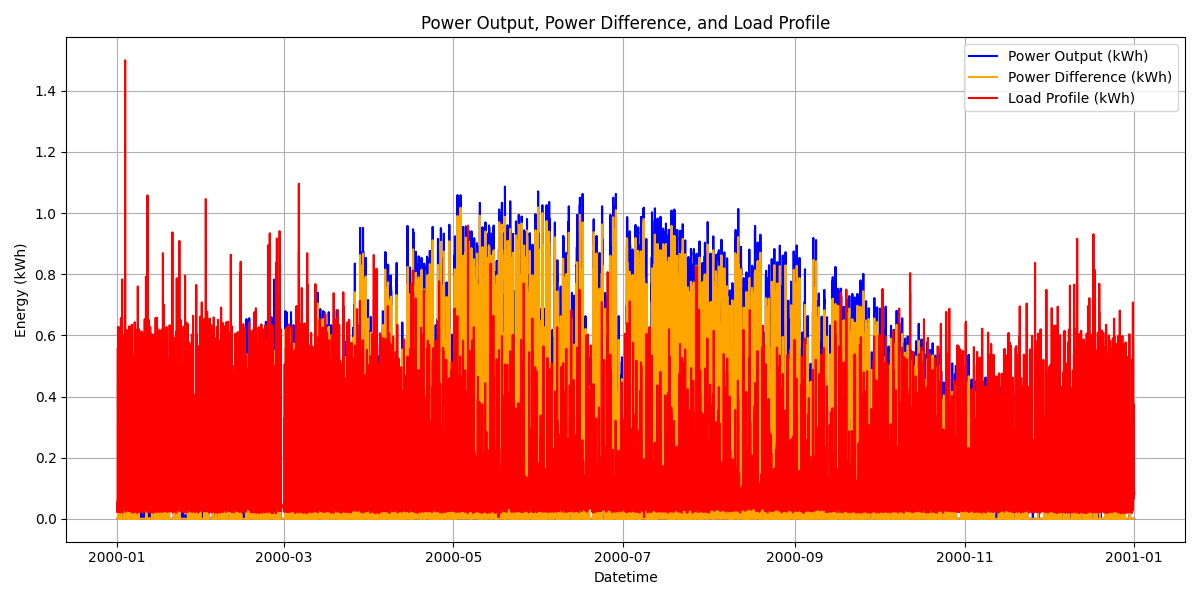 Power Output, Power Difference, and Load Profile
Power Output (kWh)
Power Difference (kWh)
Load Profile (kWh)
Energy (kWh)
1.4
1.2
1.0
0.8
0.6
0.4
0.2
0.0
2000-01
2000-03
2000-05
2000-07
2000-09
2000-11
2001-01
Datetime